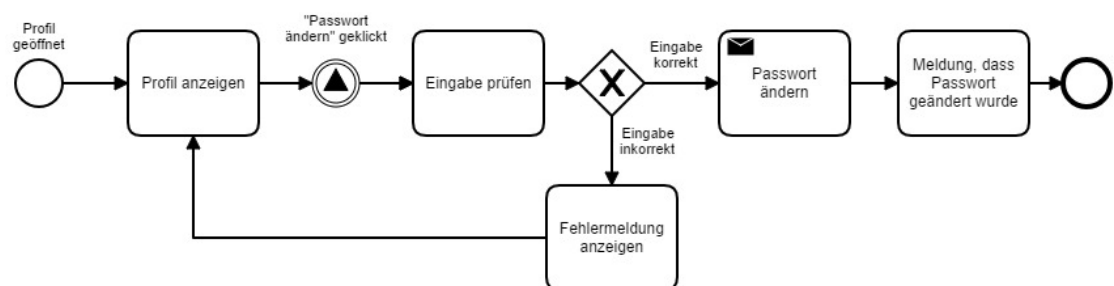 Profil
geöffnet
Profil anzeigen
"Passwort
ändern" geklickt
Eingabe prüfen
Eingabe
korrekt
Eingabe
inkorrekt
Passwort
ändern
Meldung, dass
Passwort
geändert wurde
Fehlermeldung
anzeigen